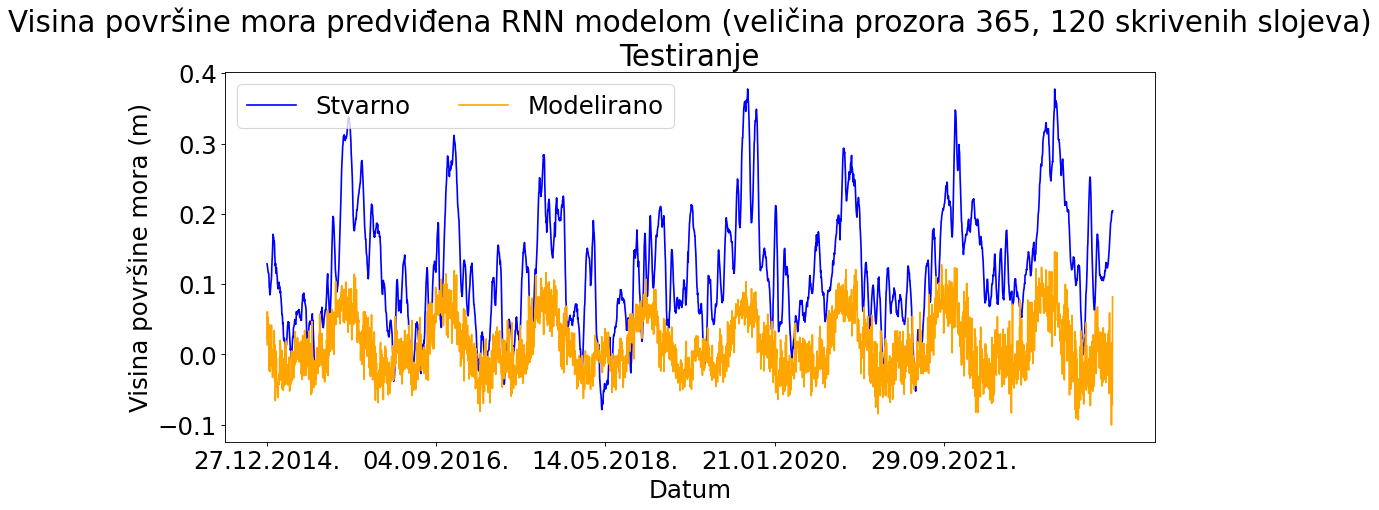 Visina površine mora predviđena RNN modelom (veličina prozora 365, 120 skrivenih slojeva)
Testiranje
Stvarno Modelirano
Visina površine mora (m)
0.4
0.3
0.2
0.1
0.0
−0.1
27.12.2014. 04.09.2016. 14.05.2018. 21.01.2020. 29.09.2021.
Datum